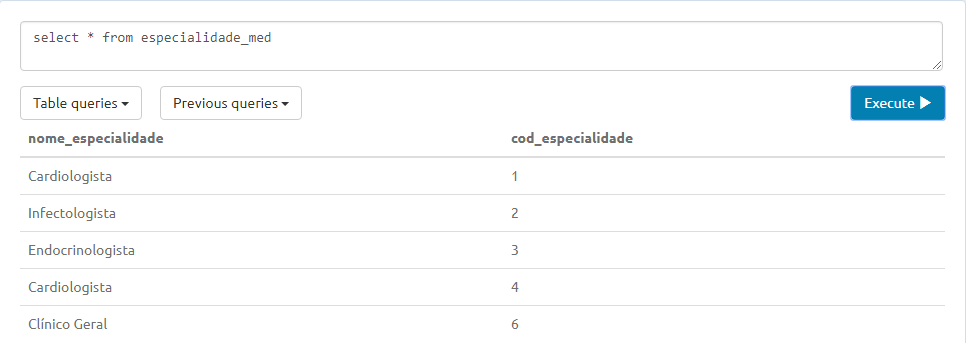 select * from especialidade_med
Table queries Previous queries Execute
nome_especialidade cod_especialidade
Cardiologista 1
Infectologista 2
Endocrinologista 3
Cardiologista 4
Clínico Geral 6